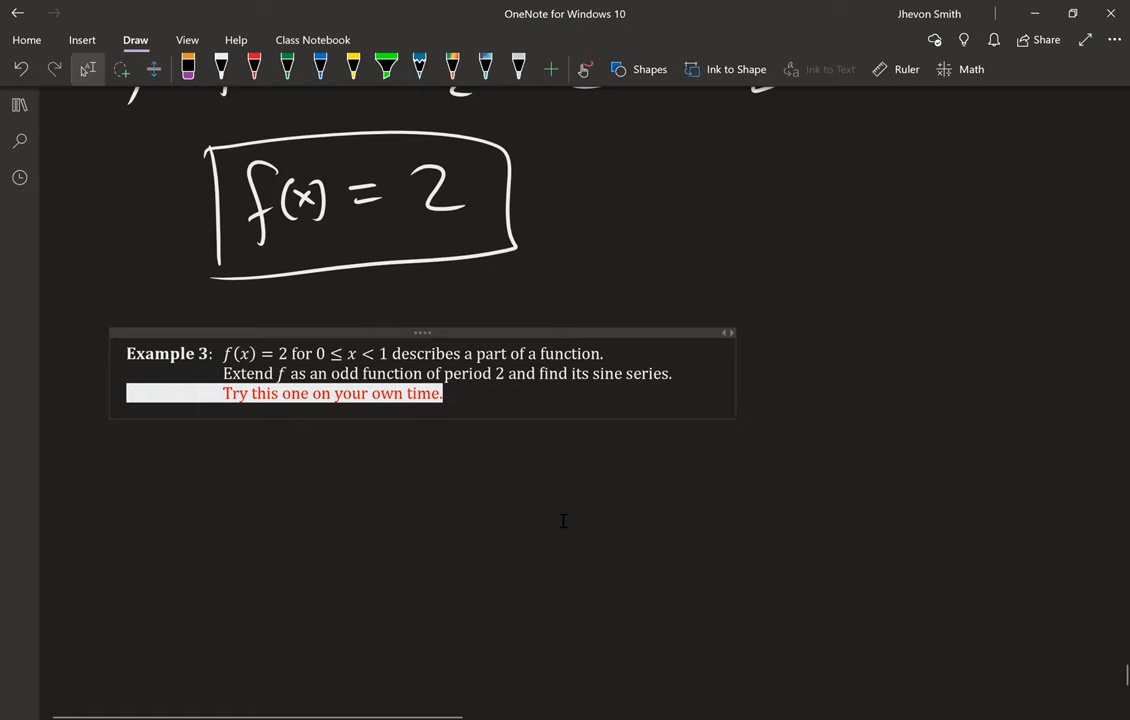 OneNote for Windows 10
Jhevon Smith
Home Insert Draw View Help Class Notebook
Share
Shapes Ink to Shape Ink to Text Ruler Math
f(x) = 2
Example 3: f(x) = 2 for 0 ≤ x < 1 describes a part of a function.
Extend f as an odd function of period 2 and find its sine series.
Try this one on your own time.